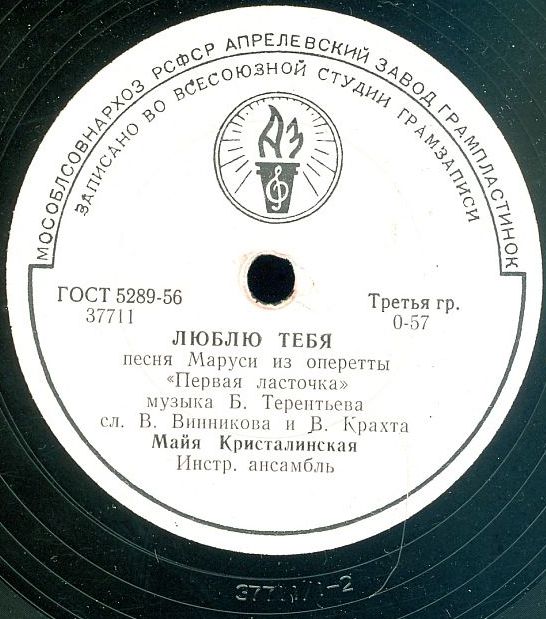 МОСОБЛСОВНАРХОЗ РСФСР АПРЕЛЕВСКИЙ ЗАВОД ГРАМПЛАСТИНОК
ЗАПИСАНО ВО ВСЕСОЮЗНОЙ СТУДИИ ГРАМЗАПИСИ
АЗ
ГОСТ 5289-56
37711
Третья гр.
0-57
ЛЮБЛЮ ТЕБЯ
песня Маруси из оперетты
«Первая ласточка»
музыка Б. Терентьева
сл. В. Винникова и В. Крахта
Майя Кристалинская
Инстр. ансамбль